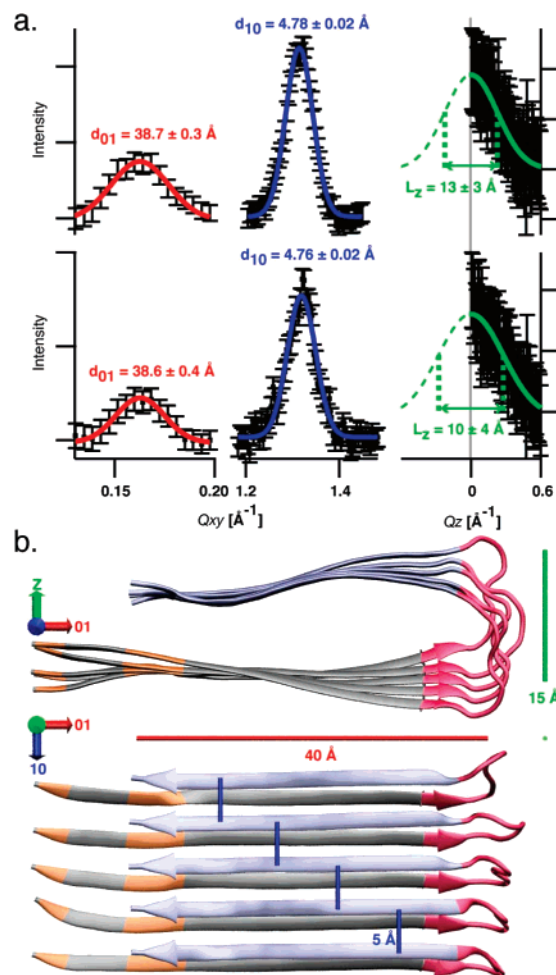 a.
Intensity
d01 = 38.7 ± 0.3 Å
d10 = 4.78 ± 0.02 Å
Lz = 13 ± 3 Å
Intensity
d01 = 38.6 ± 0.4 Å
d10 = 4.76 ± 0.02 Å
Lz = 10 ± 4 Å
0.15 0.20 1.2 1.4 0 0.6
Qxy [Å-1] Qz [Å-1]
b.
Z
01
15 Å
01
10
40 Å
5 Å